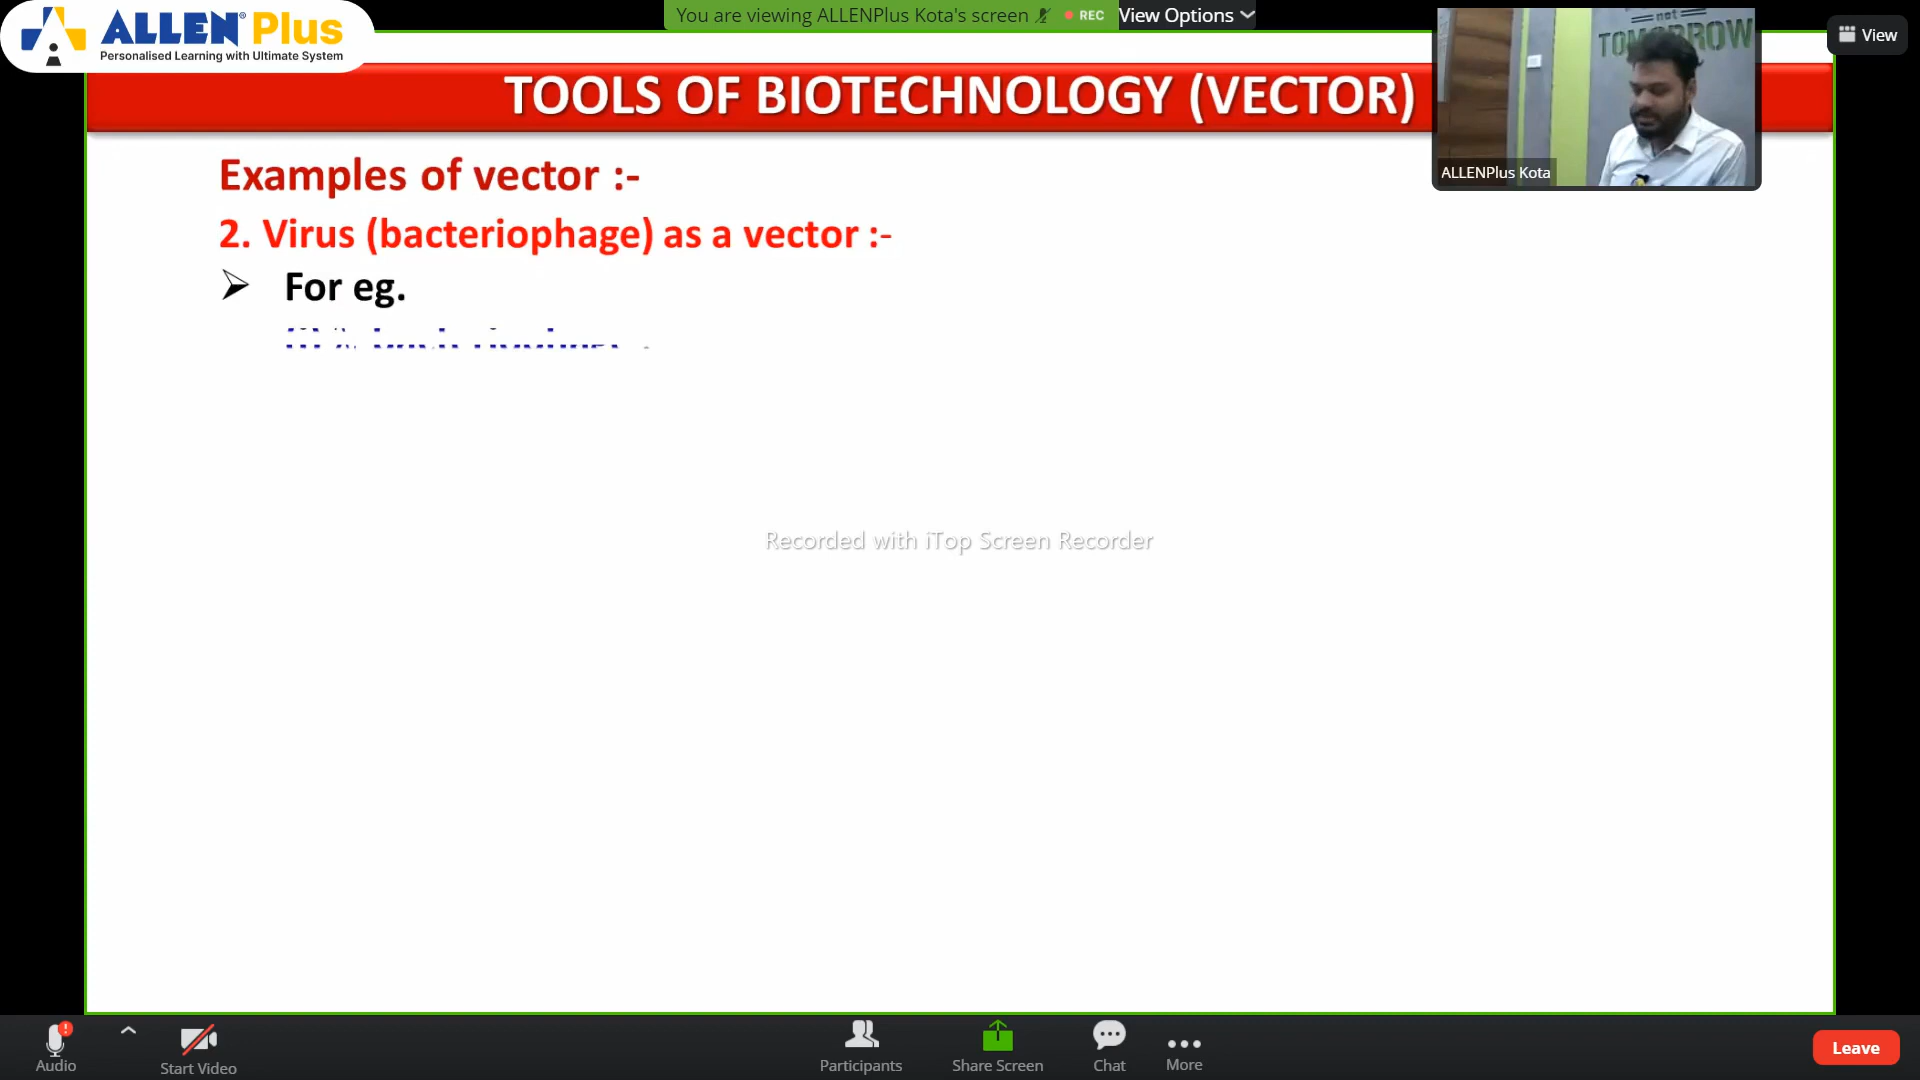 ALLEN® Plus
Personalised Learning with Ultimate System
You are viewing ALLENPlus Kota's screen
REC
View Options
not
TOMORROW
ALLENPlus Kota
View
TOOLS OF BIOTECHNOLOGY (VECTOR)
Examples of vector :-
2. Virus (bacteriophage) as a vector :-
➢ For eg.
Recorded with iTop Screen Recorder
Audio
Start Video
Participants
Share Screen
Chat
More
Leave